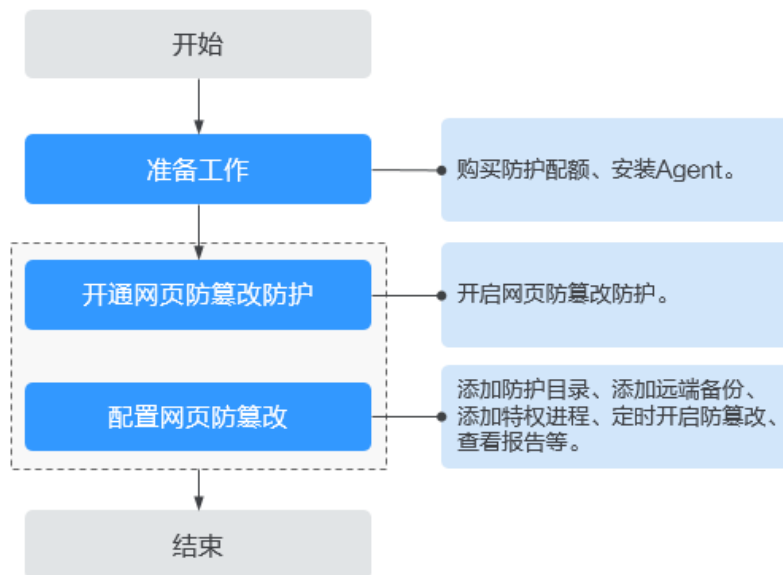 开始
准备工作
购买防护配额、安装Agent。
开通网页防篡改防护
开启网页防篡改防护。
配置网页防篡改
添加防护目录、添加远端备份、
添加特权进程、定时开启防篡改、
查看报告等。
结束